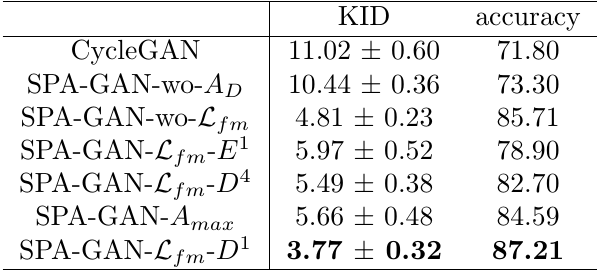 KID accuracy
CycleGAN 11.02 ± 0.60 71.80
SPA-GAN-wo-A_D 10.44 ± 0.36 73.30
SPA-GAN-wo-ℒ_fm 4.81 ± 0.23 85.71
SPA-GAN-ℒ_fm-E^1 5.97 ± 0.52 78.90
SPA-GAN-ℒ_fm-D^4 5.49 ± 0.38 82.70
SPA-GAN-A_max 5.66 ± 0.48 84.59
SPA-GAN-ℒ_fm-D^1 3.77 ± 0.32 87.21